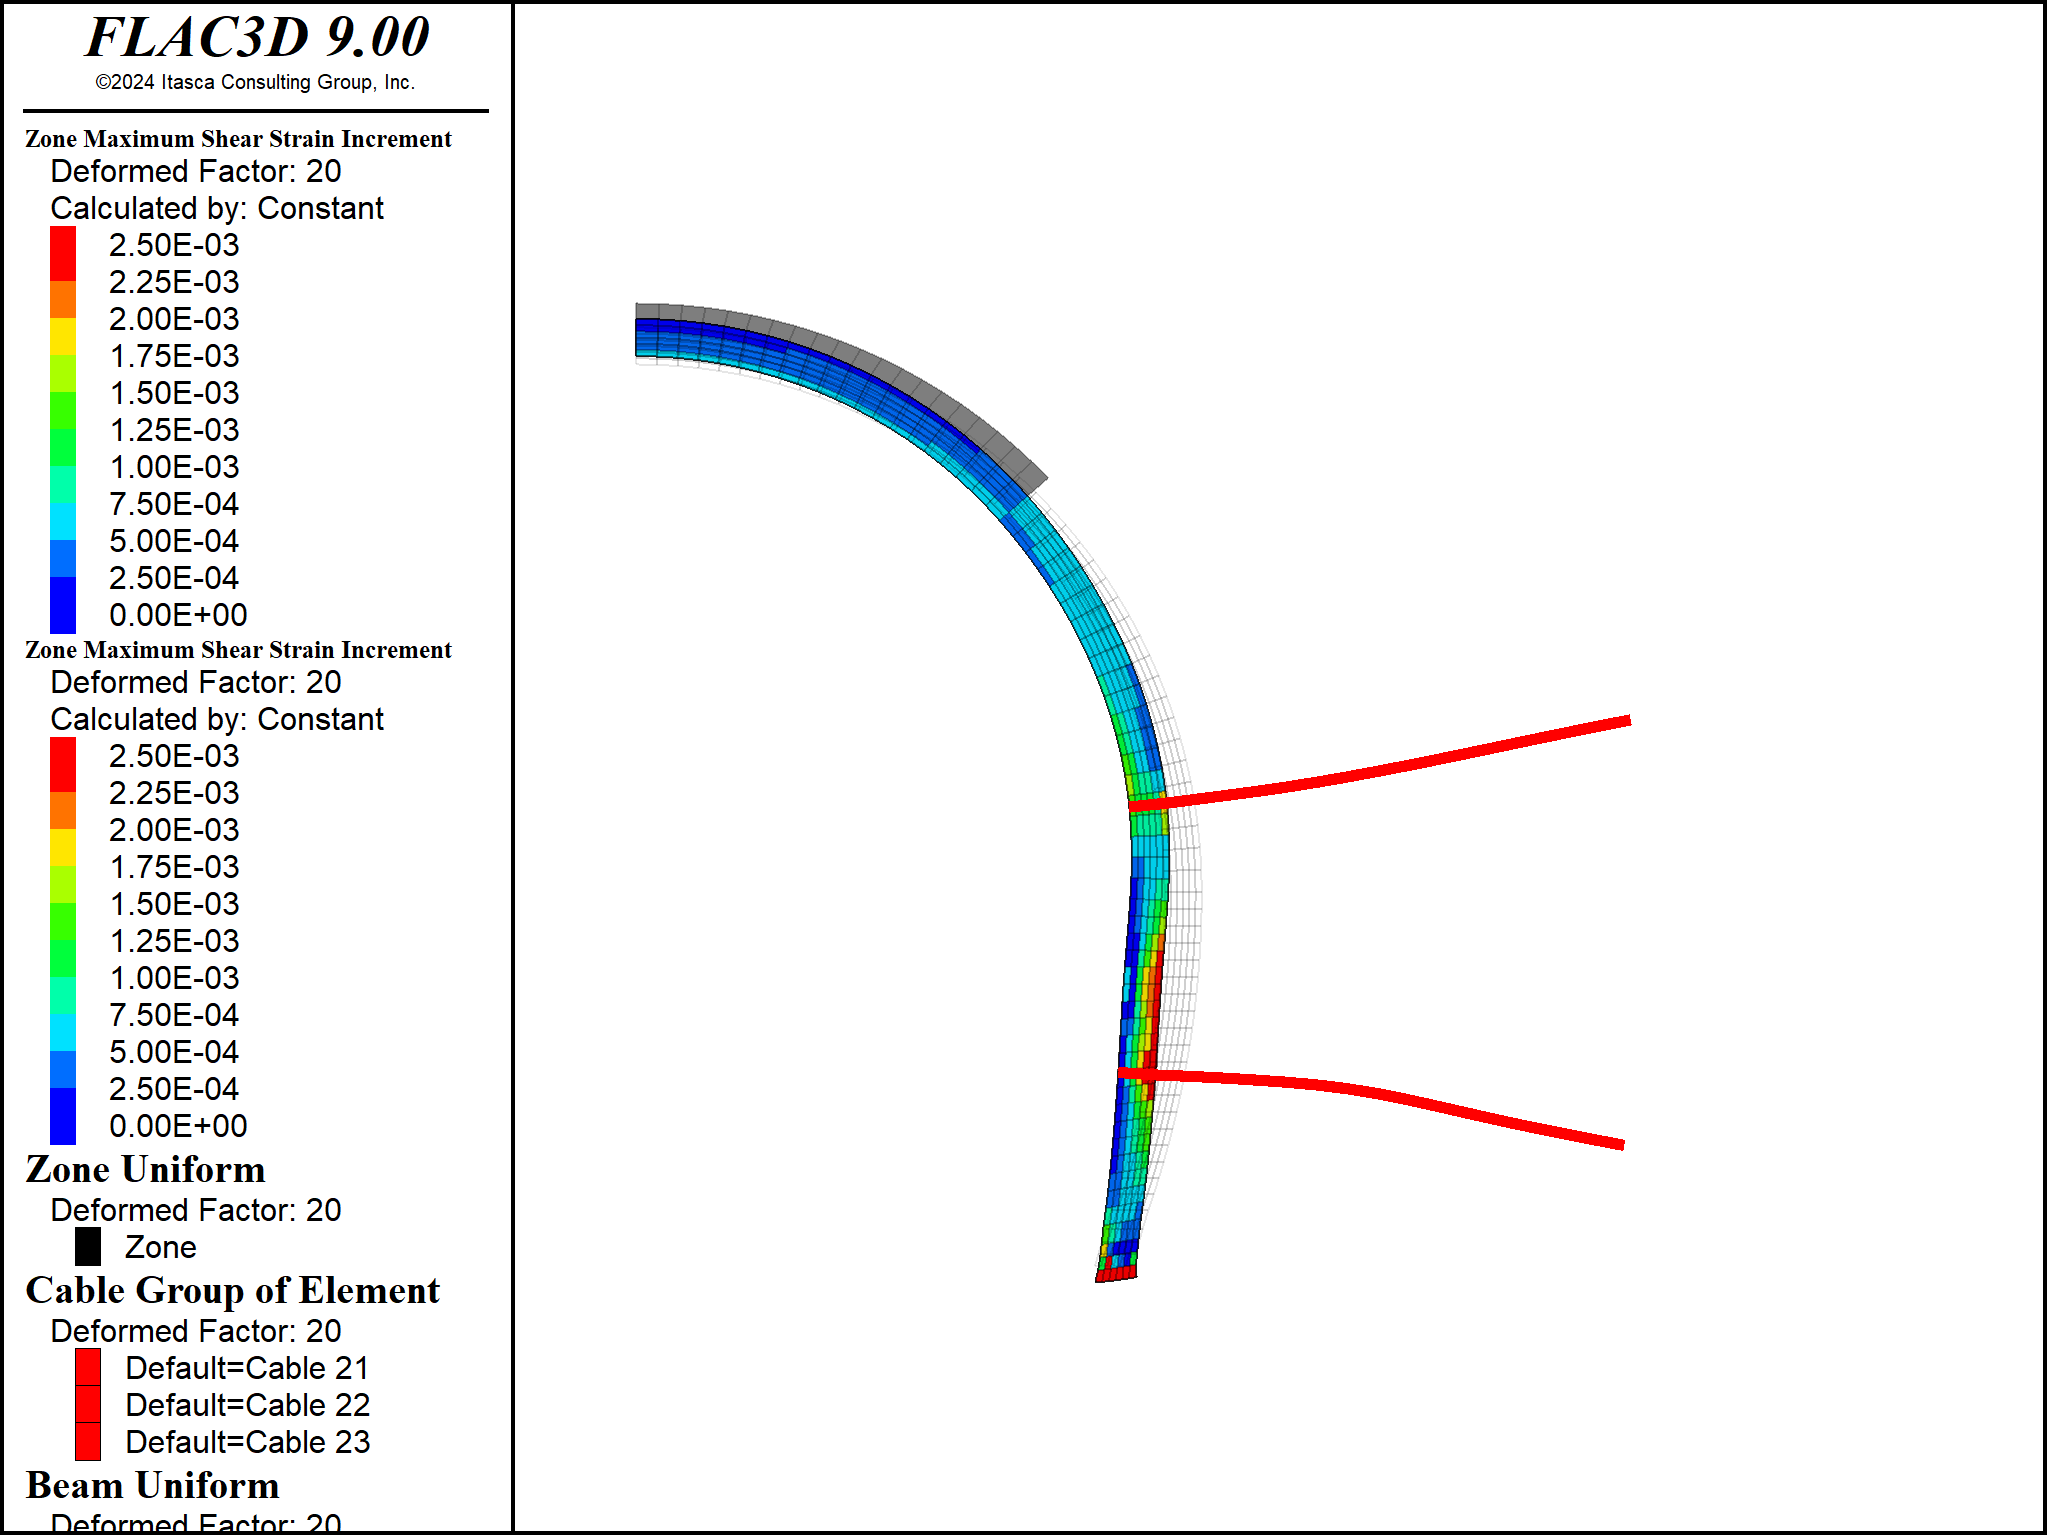 FLAC3D 9.00
©2024 Itasca Consulting Group, Inc.
Zone Maximum Shear Strain Increment
Deformed Factor: 20
Calculated by: Constant
2.50E-03
2.25E-03
2.00E-03
1.75E-03
1.50E-03
1.25E-03
1.00E-03
7.50E-04
5.00E-04
2.50E-04
0.00E+00
Zone Maximum Shear Strain Increment
Deformed Factor: 20
Calculated by: Constant
2.50E-03
2.25E-03
2.00E-03
1.75E-03
1.50E-03
1.25E-03
1.00E-03
7.50E-04
5.00E-04
2.50E-04
0.00E+00
Zone Uniform
Deformed Factor: 20
Zone
Cable Group of Element
Deformed Factor: 20
Default=Cable 21
Default=Cable 22
Default=Cable 23
Beam Uniform
Deformed Factor: 20